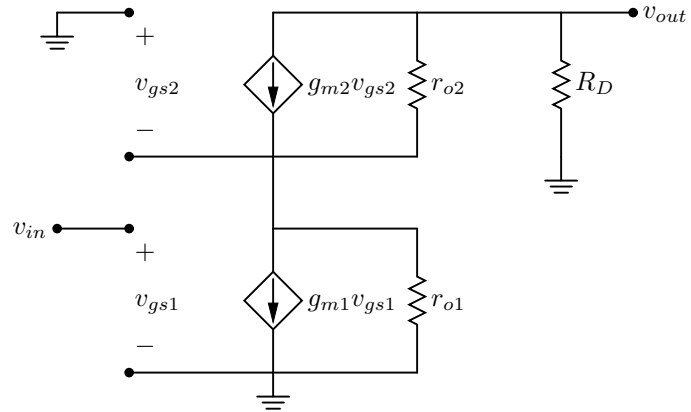 v_{out}
+
v_{gs2} g_{m2}v_{gs2} r_{o2} R_D
−
v_{in}
+
v_{gs1} g_{m1}v_{gs1} r_{o1}
−